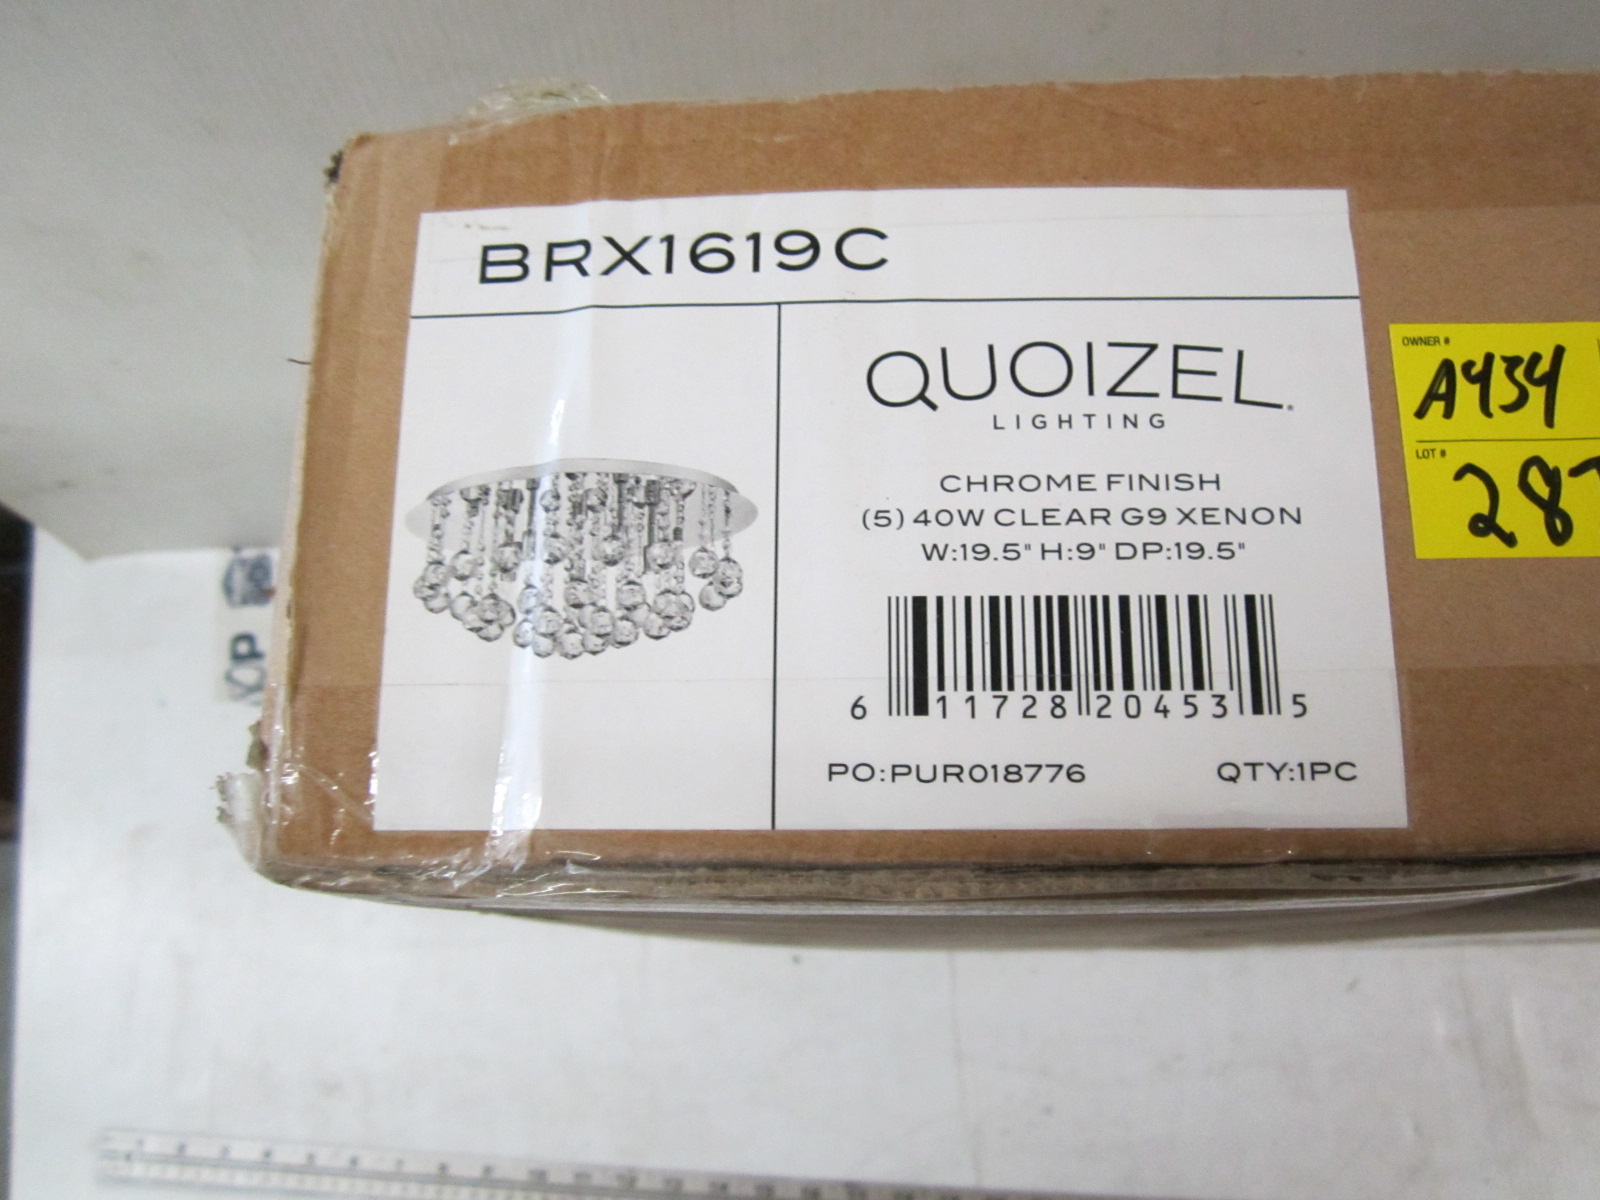 BRX1619C
QUOIZEL
LIGHTING
CHROME FINISH
(5) 40W CLEAR G9 XENON
W:19.5" H:9" DP:19.5"
6 11728 20453 5
PO:PUR018776 QTY:1PC
OWNER #
A434
LOT #
28